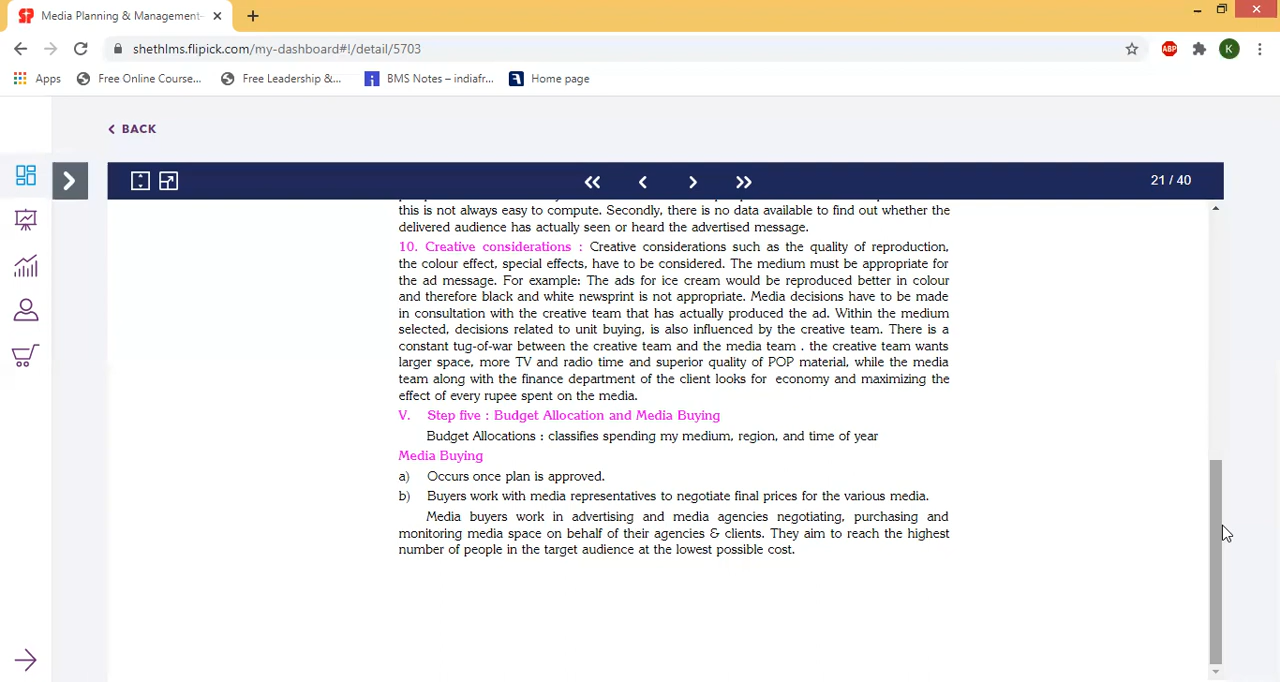 Media Planning & Management-
shethlms.flipick.com/my-dashboard#!/detail/5703
ABP
K
Apps Free Online Course... Free Leadership &... BMS Notes – indiafr... Home page
BACK
21 / 40
this is not always easy to compute. Secondly, there is no data available to find out whether the
delivered audience has actually seen or heard the advertised message.
10. Creative considerations : Creative considerations such as the quality of reproduction,
the colour effect, special effects, have to be considered. The medium must be appropriate for
the ad message. For example: The ads for ice cream would be reproduced better in colour
and therefore black and white newsprint is not appropriate. Media decisions have to be made
in consultation with the creative team that has actually produced the ad. Within the medium
selected, decisions related to unit buying, is also influenced by the creative team. There is a
constant tug-of-war between the creative team and the media team . the creative team wants
larger space, more TV and radio time and superior quality of POP material, while the media
team along with the finance department of the client looks for economy and maximizing the
effect of every rupee spent on the media.
V. Step five : Budget Allocation and Media Buying
Budget Allocations : classifies spending my medium, region, and time of year
Media Buying
a) Occurs once plan is approved.
b) Buyers work with media representatives to negotiate final prices for the various media.
Media buyers work in advertising and media agencies negotiating, purchasing and
monitoring media space on behalf of their agencies & clients. They aim to reach the highest
number of people in the target audience at the lowest possible cost.